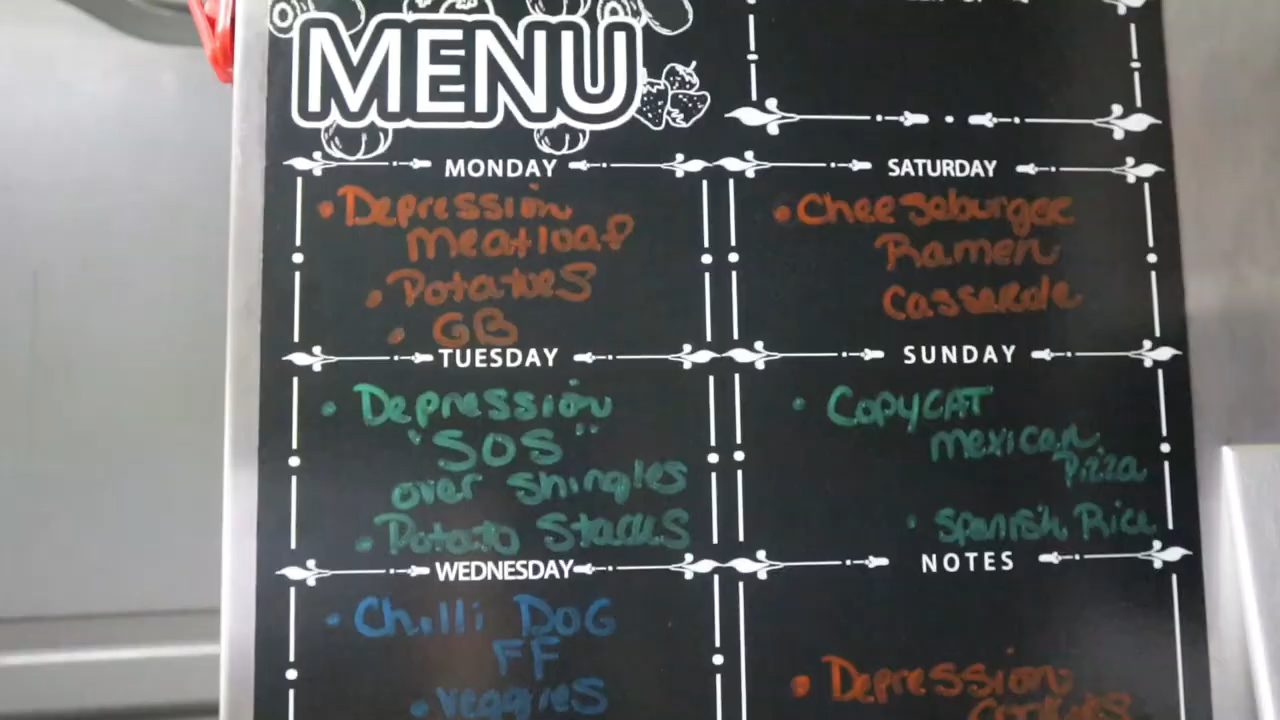 MENU
MONDAY
• Depression
meatloaf
• Potatoes
• GB
TUESDAY
• Depression
"SOS"
over shingles
• Potato Stacks
WEDNESDAY
• Chilli DOG
FF
• veggies
SATURDAY
• Cheeseburger
Ramen
Casserole
SUNDAY
• COPYCAT
mexican
Pizza
• Spanish Rice
NOTES
• Depression
cookies